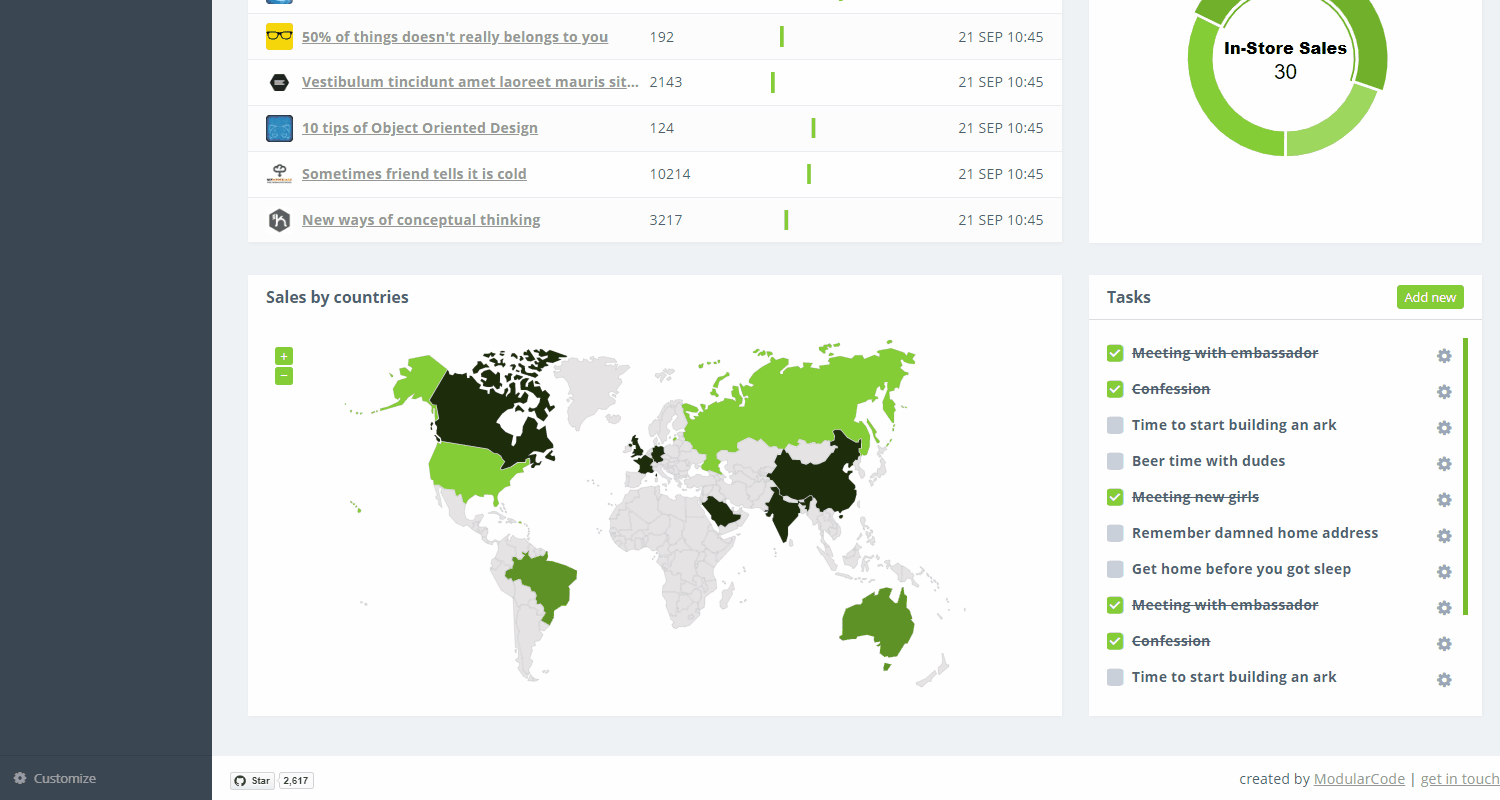 50% of things doesn't really belongs to you 192 21 SEP 10:45
Vestibulum tincidunt amet laoreet mauris sit... 2143 21 SEP 10:45
10 tips of Object Oriented Design 124 21 SEP 10:45
Sometimes friend tells it is cold 10214 21 SEP 10:45
New ways of conceptual thinking 3217 21 SEP 10:45
In-Store Sales
30
Sales by countries
+
−
Tasks
Add new
Meeting with embassador
Confession
Time to start building an ark
Beer time with dudes
Meeting new girls
Remember damned home address
Get home before you got sleep
Meeting with embassador
Confession
Time to start building an ark
Customize
Star 2,617
created by ModularCode | get in touch